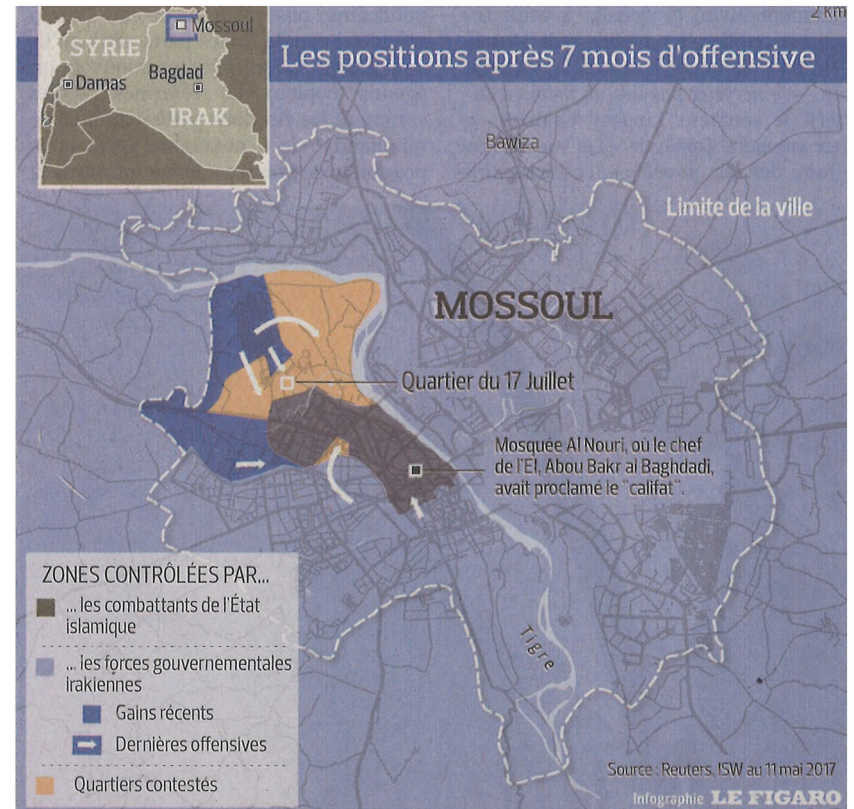 2 km
Mossoul
SYRIE
Damas
Bagdad
IRAK
Les positions après 7 mois d'offensive
Bawiza
Limite de la ville
MOSSOUL
Quartier du 17 Juillet
Mosquée Al Nouri, où le chef
de l'EI, Abou Bakr al Baghdadi,
avait proclamé le "califat".
ZONES CONTRÔLÉES PAR...
... les combattants de l'État
islamique
... les forces gouvernementales
irakiennes
Gains récents
Dernières offensives
Quartiers contestés
Tigre
Source : Reuters, ISW au 11 mai 2017
Infographie LE FIGARO